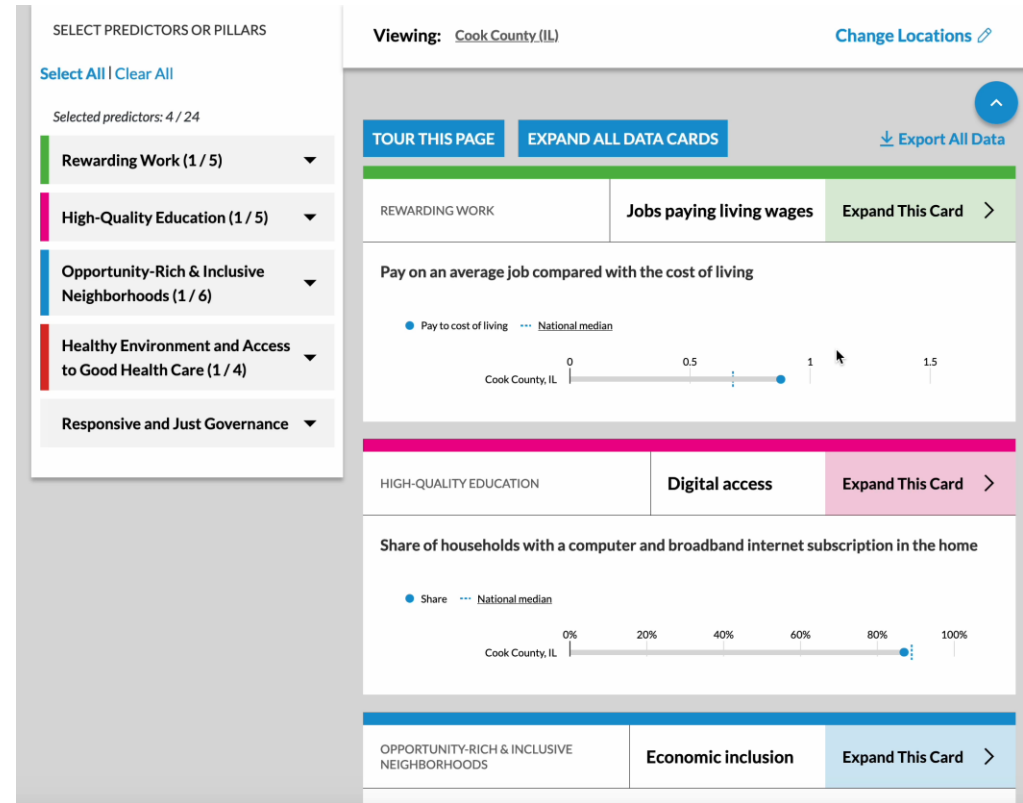 SELECT PREDICTORS OR PILLARS
Select All | Clear All
Selected predictors: 4 / 24
Rewarding Work (1 / 5)
High-Quality Education (1 / 5)
Opportunity-Rich & Inclusive
Neighborhoods (1 / 6)
Healthy Environment and Access
to Good Health Care (1 / 4)
Responsive and Just Governance
Viewing: Cook County (IL)
Change Locations
TOUR THIS PAGE
EXPAND ALL DATA CARDS
Export All Data
REWARDING WORK
Jobs paying living wages
Expand This Card
Pay on an average job compared with the cost of living
Pay to cost of living
National median
0 0.5 1 1.5
Cook County, IL
HIGH-QUALITY EDUCATION
Digital access
Expand This Card
Share of households with a computer and broadband internet subscription in the home
Share
National median
0% 20% 40% 60% 80% 100%
Cook County, IL
OPPORTUNITY-RICH & INCLUSIVE
NEIGHBORHOODS
Economic inclusion
Expand This Card